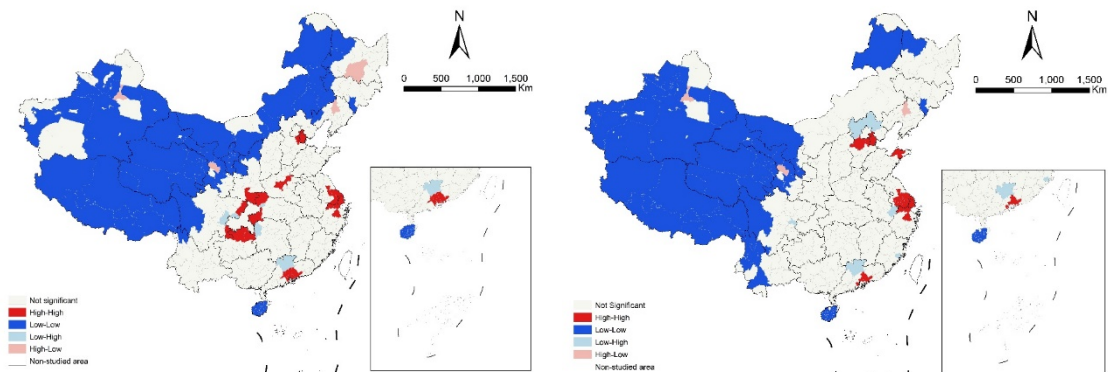 N
0 500 1,000 1,500
Km
Not significant
High-High
Low-Low
Low-High
High-Low
Non-studied area
N
0 500 1,000 1,500
Km
Not Significant
High-High
Low-Low
Low-High
High-Low
Non-studied area